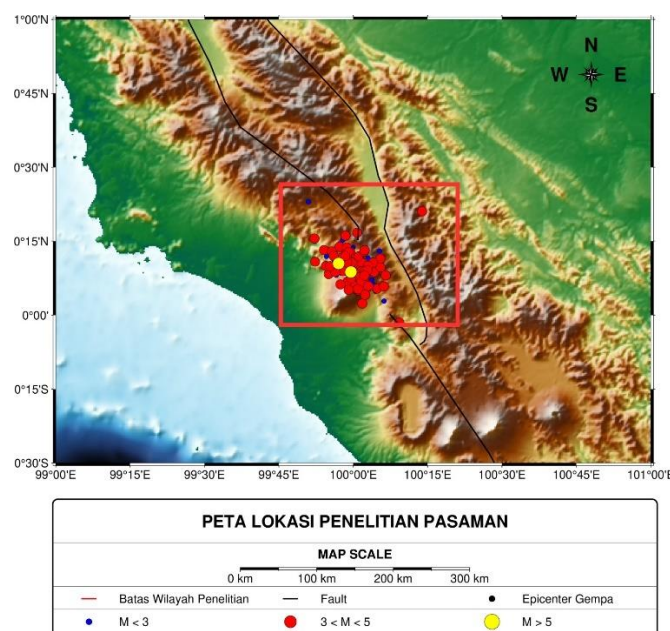 1°00'N
0°45'N
0°30'N
0°15'N
0°00'
0°15'S
0°30'S
N
W E
S
99°00'E 99°15'E 99°30'E 99°45'E 100°00'E 100°15'E 100°30'E 100°45'E 101°00'E
PETA LOKASI PENELITIAN PASAMAN
MAP SCALE
0 km 100 km 200 km 300 km
Batas Wilayah Penelitian Fault Epicenter Gempa
M < 3 3 < M < 5 M > 5